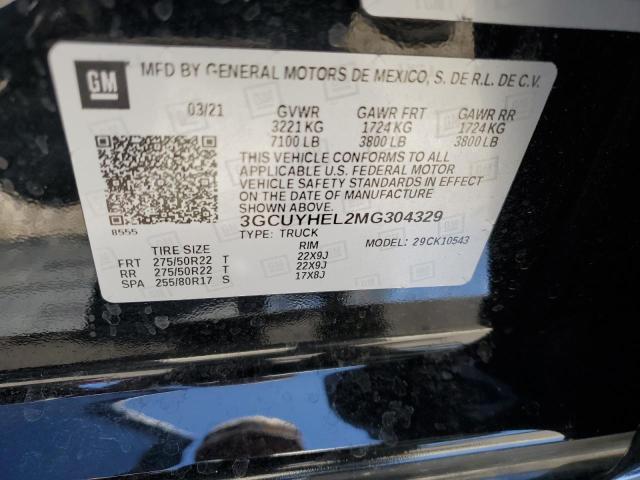 GM MFD BY GENERAL MOTORS DE MEXICO, S. DE R.L. DE C.V.
03/21 GVWR GAWR FRT GAWR RR
3221 KG 1724 KG 1724 KG
7100 LB 3800 LB 3800 LB
THIS VEHICLE CONFORMS TO ALL
APPLICABLE U.S. FEDERAL MOTOR
VEHICLE SAFETY STANDARDS IN EFFECT
ON THE DATE OF MANUFACTURE
SHOWN ABOVE.
8555 3GCUYHEL2MG304329
TYPE: TRUCK MODEL: 29CK10543
TIRE SIZE RIM
FRT 275/50R22 T 22X9J
RR 275/50R22 T 22X9J
SPA 255/80R17 S 17X8J